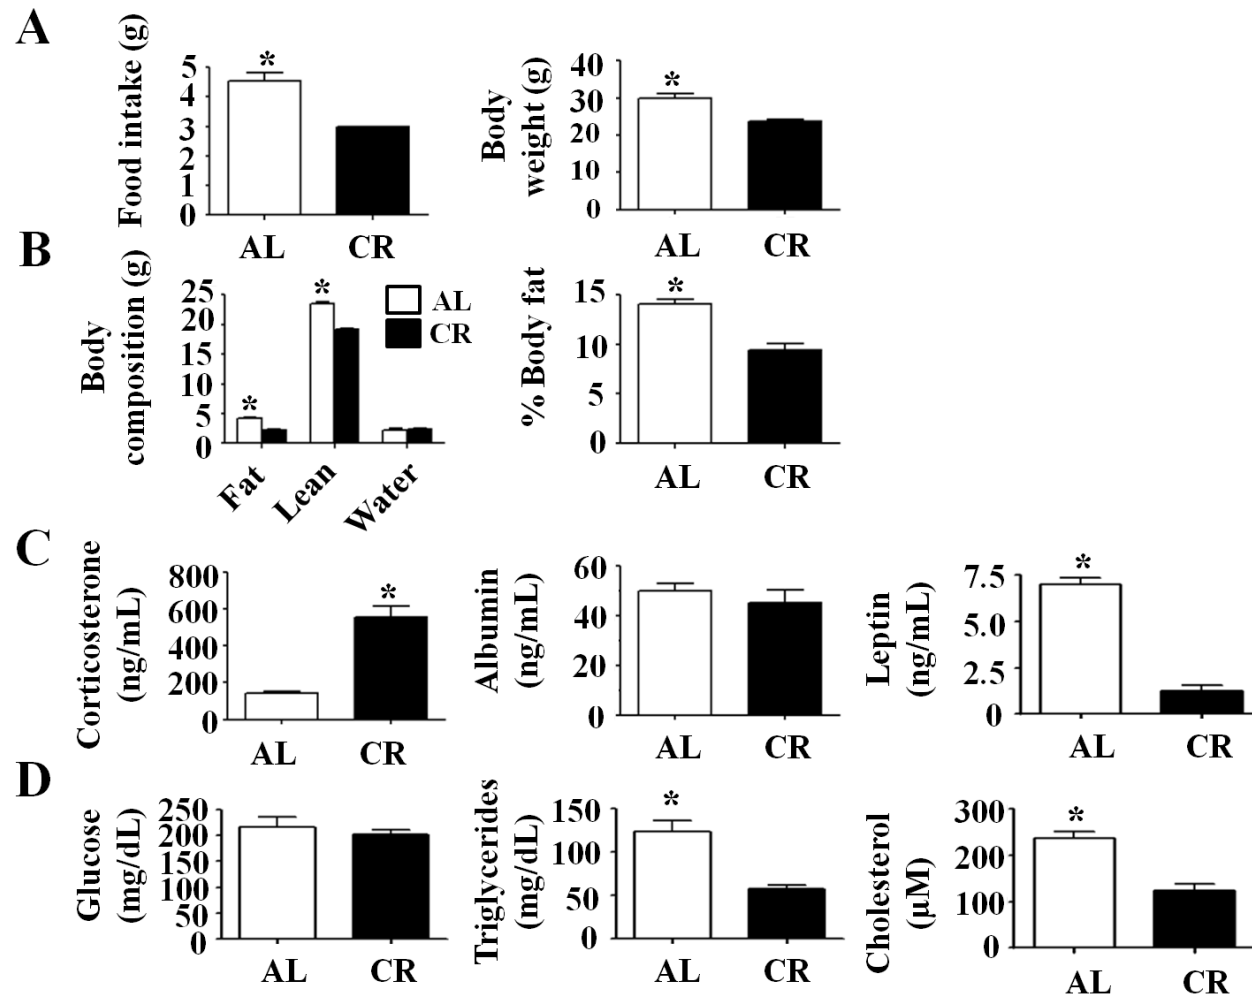 A
Food intake (g)
5
4
3
2
1
0
*
AL
CR
Body
weight (g)
40
30
20
10
0
*
AL
CR
B
Body
composition (g)
25
20
15
10
5
0
*
*
AL
CR
Fat
Lean
Water
% Body fat
15
10
5
0
*
AL
CR
C
Corticosterone
(ng/mL)
800
600
400
200
0
*
AL
CR
Albumin
(ng/mL)
60
40
20
0
AL
CR
Leptin
(ng/mL)
7.5
5.0
2.5
0
*
AL
CR
D
Glucose
(mg/dL)
250
200
150
100
50
0
AL
CR
Triglycerides
(mg/dL)
150
100
50
0
*
AL
CR
Cholesterol
(µM)
300
200
100
0
*
AL
CR